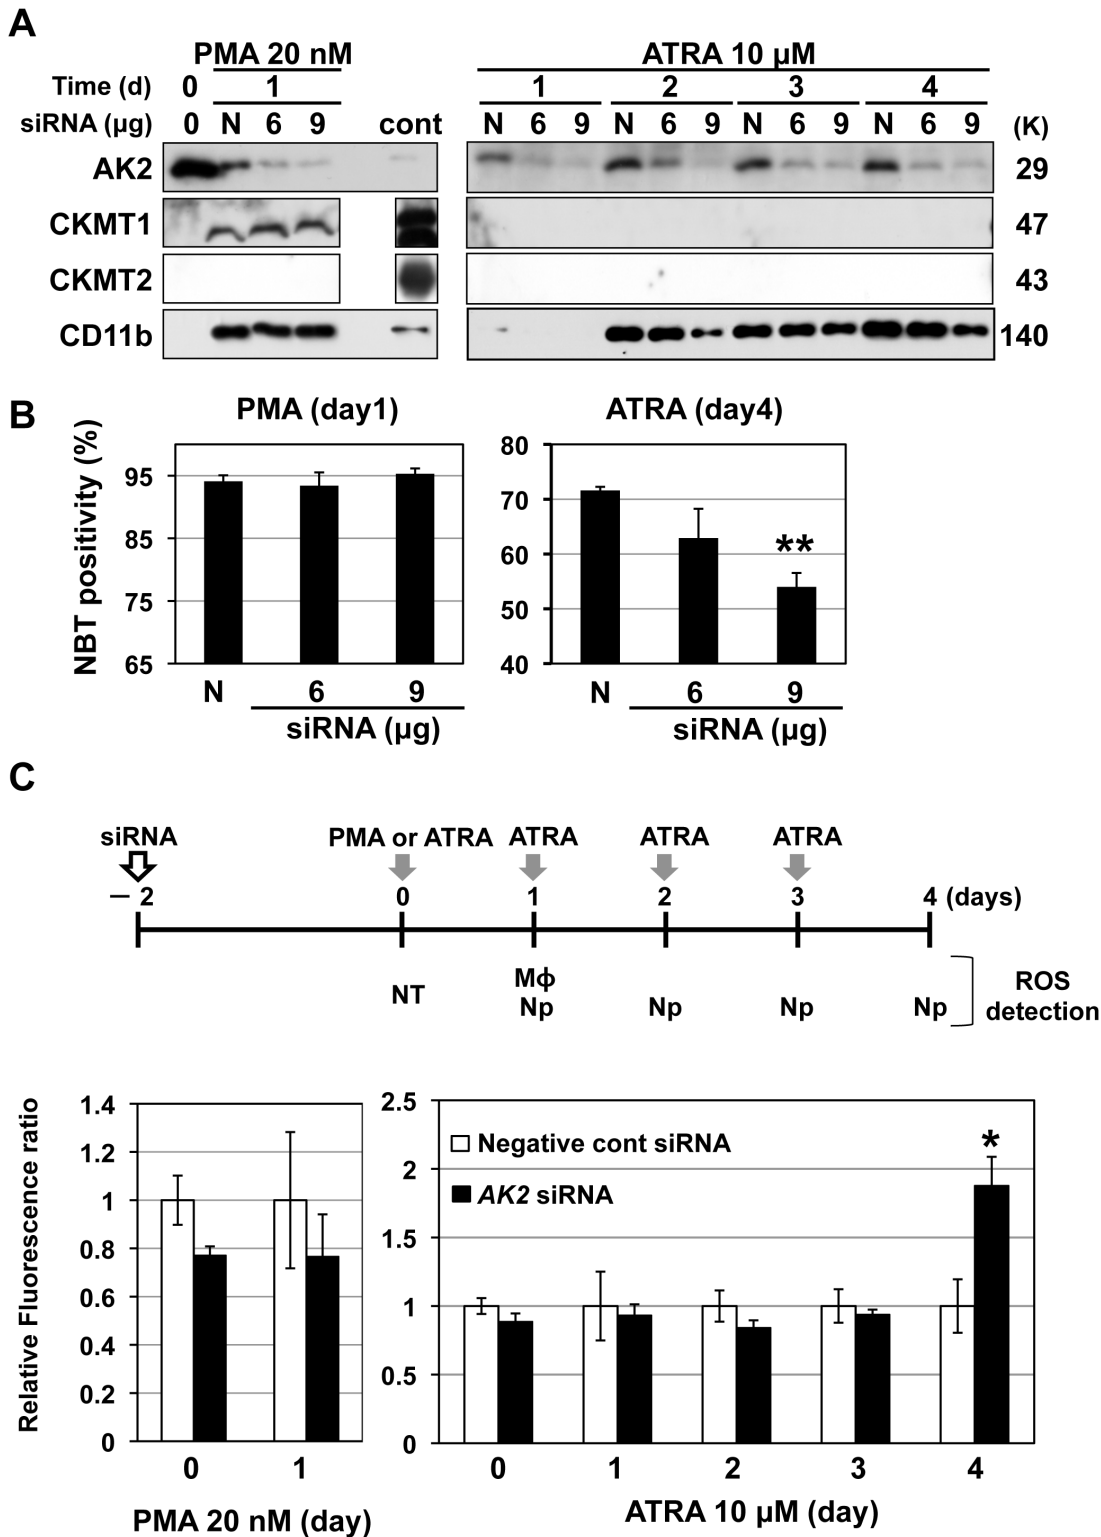 A
PMA 20 nM
ATRA 10 µM
Time (d) 0 1 1 2 3 4
siRNA (µg) 0 N 6 9 cont N 6 9 N 6 9 N 6 9 N 6 9 (K)
AK2 29
CKMT1 47
CKMT2 43
CD11b 140
B
PMA (day1)
ATRA (day4)
NBT positivity (%)
95
85
75
65
80
70
60
50
40
**
N 6 9
siRNA (µg)
N 6 9
siRNA (µg)
C
siRNA PMA or ATRA ATRA ATRA ATRA
– 2 0 1 2 3 4 (days)
NT Mϕ
Np Np Np Np
ROS
detection
Relative Fluorescence ratio
1.4
1.2
1
0.8
0.6
0.4
0.2
0
0 1
PMA 20 nM (day)
2.5
2
1.5
1
0.5
0
Negative cont siRNA
AK2 siRNA
*
0 1 2 3 4
ATRA 10 µM (day)